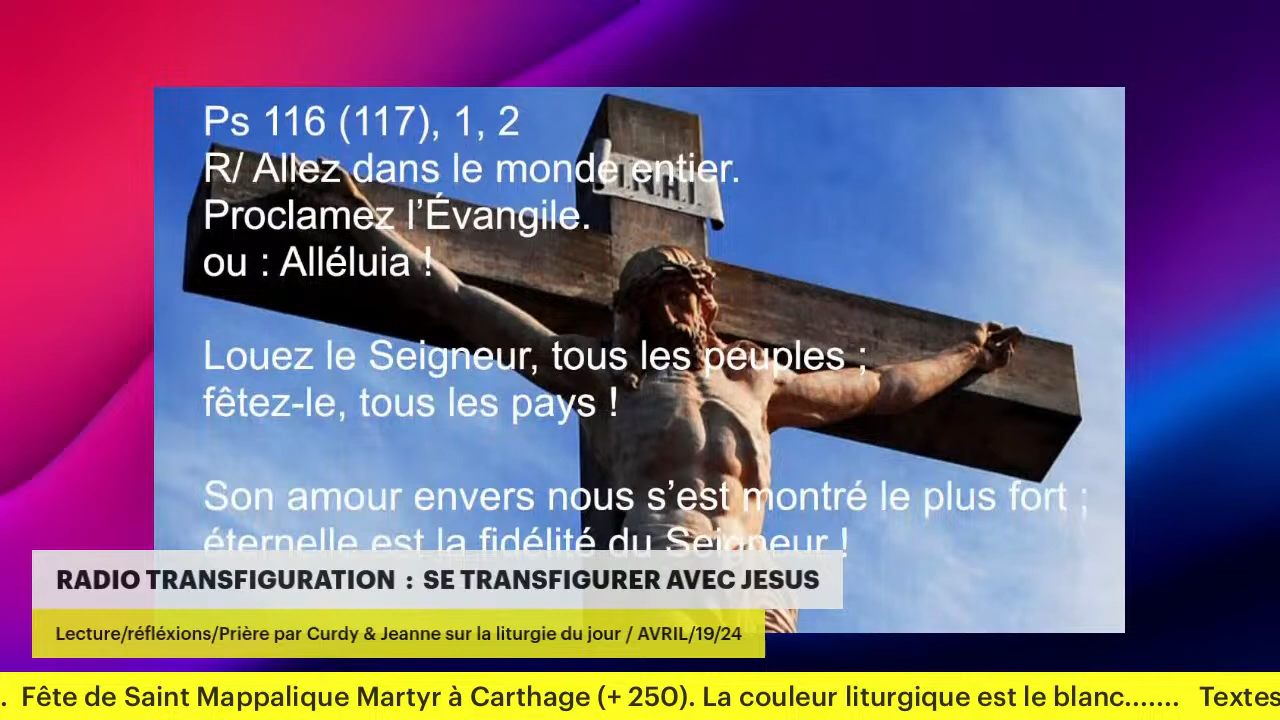 Ps 116 (117), 1, 2
R/ Allez dans le monde entier.
Proclamez l’Évangile.
ou : Alléluia !
I.N.R.I.
Louez le Seigneur, tous les peuples ;
fêtez-le, tous les pays !
Son amour envers nous s’est montré le plus fort ;
éternelle est la fidélité du Seigneur !
RADIO TRANSFIGURATION : SE TRANSFIGURER AVEC JESUS
Lecture/réfléxions/Prière par Curdy & Jeanne sur la liturgie du jour / AVRIL/19/24
. Fête de Saint Mappalique Martyr à Carthage (+ 250). La couleur liturgique est le blanc....... Textes